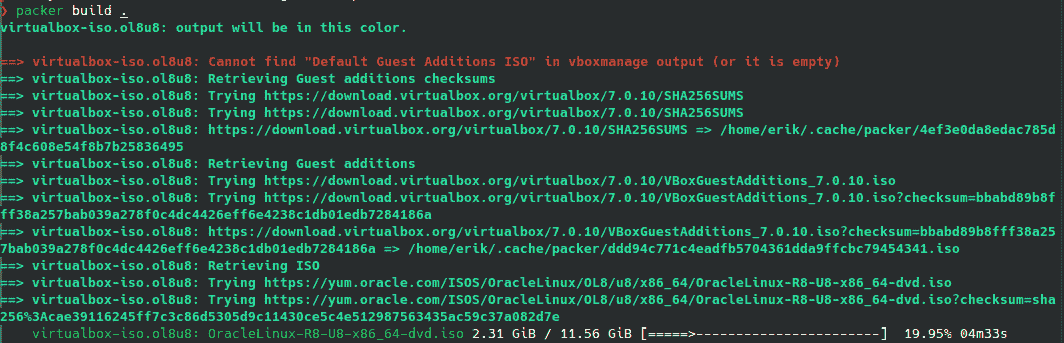 ❯ packer build .
virtualbox-iso.ol8u8: output will be in this color.
==> virtualbox-iso.ol8u8: Cannot find "Default Guest Additions ISO" in vboxmanage output (or it is empty)
==> virtualbox-iso.ol8u8: Retrieving Guest additions checksums
==> virtualbox-iso.ol8u8: Trying https://download.virtualbox.org/virtualbox/7.0.10/SHA256SUMS
==> virtualbox-iso.ol8u8: Trying https://download.virtualbox.org/virtualbox/7.0.10/SHA256SUMS
==> virtualbox-iso.ol8u8: https://download.virtualbox.org/virtualbox/7.0.10/SHA256SUMS => /home/erik/.cache/packer/4ef3e0da8edac785d
8f4c608e54f8b7b25836495
==> virtualbox-iso.ol8u8: Retrieving Guest additions
==> virtualbox-iso.ol8u8: Trying https://download.virtualbox.org/virtualbox/7.0.10/VBoxGuestAdditions_7.0.10.iso
==> virtualbox-iso.ol8u8: Trying https://download.virtualbox.org/virtualbox/7.0.10/VBoxGuestAdditions_7.0.10.iso?checksum=bbabd89b8f
ff38a257bab039a278f0c4dc4426eff6e4238c1db01edb7284186a
==> virtualbox-iso.ol8u8: https://download.virtualbox.org/virtualbox/7.0.10/VBoxGuestAdditions_7.0.10.iso?checksum=bbabd89b8fff38a25
7bab039a278f0c4dc4426eff6e4238c1db01edb7284186a => /home/erik/.cache/packer/ddd94c771c4eadfb5704361dda9ffcbc79454341.iso
==> virtualbox-iso.ol8u8: Retrieving ISO
==> virtualbox-iso.ol8u8: Trying https://yum.oracle.com/ISOS/OracleLinux/OL8/u8/x86_64/OracleLinux-R8-U8-x86_64-dvd.iso
==> virtualbox-iso.ol8u8: Trying https://yum.oracle.com/ISOS/OracleLinux/OL8/u8/x86_64/OracleLinux-R8-U8-x86_64-dvd.iso?checksum=sha
256%3Acae39116245ff7c3c86d5305d9c11430ce5c4e512987563435ac59c37a082d7e
virtualbox-iso.ol8u8: OracleLinux-R8-U8-x86_64-dvd.iso 2.31 GiB / 11.56 GiB [=====>-----------------------] 19.95% 04m33s